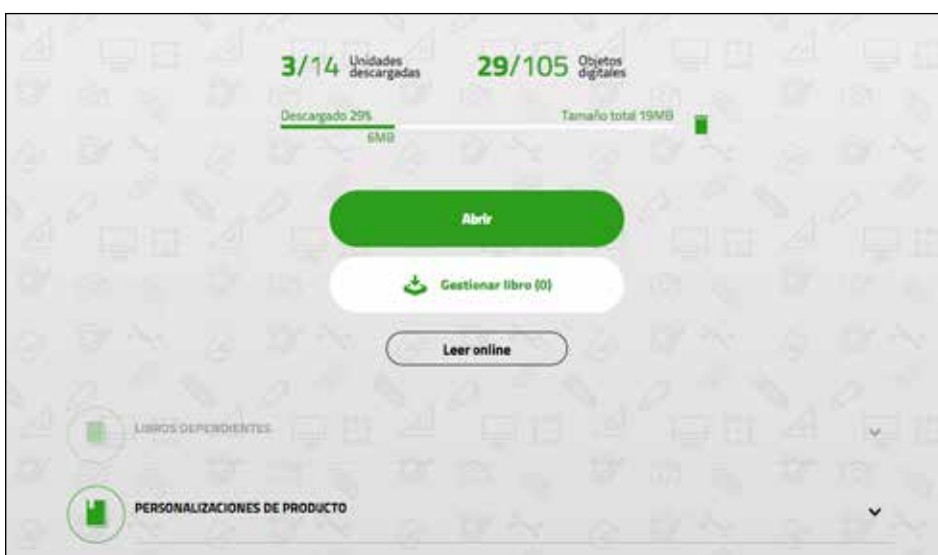 3/14 Unidades descargadas
29/105 Objetos digitales
Descargado 29%
Tamaño total 19MB
6MB
Abrir
Gestionar libro (0)
Leer online
LIBROS DEPENDIENTES
PERSONALIZACIONES DE PRODUCTO